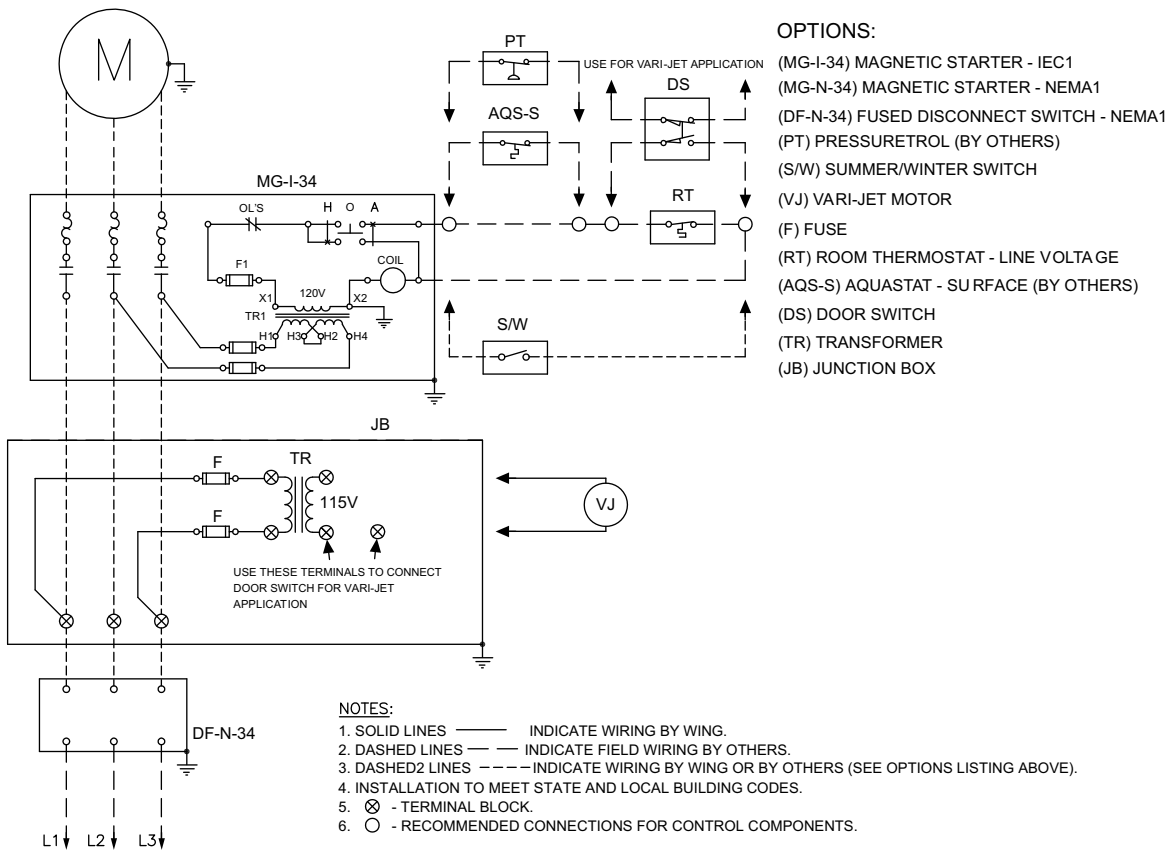 M
PT
USE FOR VARI-JET APPLICATION
DS
AQS-S
RT
S/W
OPTIONS:
(MG-I-34) MAGNETIC STARTER - IEC1
(MG-N-34) MAGNETIC STARTER - NEMA1
(DF-N-34) FUSED DISCONNECT SWITCH - NEMA1
(PT) PRESSURETROL (BY OTHERS)
(S/W) SUMMER/WINTER SWITCH
(VJ) VARI-JET MOTOR
(F) FUSE
(RT) ROOM THERMOSTAT - LINE VOLTAGE
(AQS-S) AQUASTAT - SURFACE (BY OTHERS)
(DS) DOOR SWITCH
(TR) TRANSFORMER
(JB) JUNCTION BOX
MG-I-34
OL'S
H O A
F1
COIL
X1 120V X2
TR1
H1 H3 H2 H4
JB
F
TR
115V
F
VJ
USE THESE TERMINALS TO CONNECT
DOOR SWITCH FOR VARI-JET
APPLICATION
DF-N-34
L1 L2 L3
NOTES:
1. SOLID LINES ——— INDICATE WIRING BY WING.
2. DASHED LINES — — INDICATE FIELD WIRING BY OTHERS.
3. DASHED2 LINES ---- INDICATE WIRING BY WING OR BY OTHERS (SEE OPTIONS LISTING ABOVE).
4. INSTALLATION TO MEET STATE AND LOCAL BUILDING CODES.
5. ⊗ - TERMINAL BLOCK.
6. ○ - RECOMMENDED CONNECTIONS FOR CONTROL COMPONENTS.